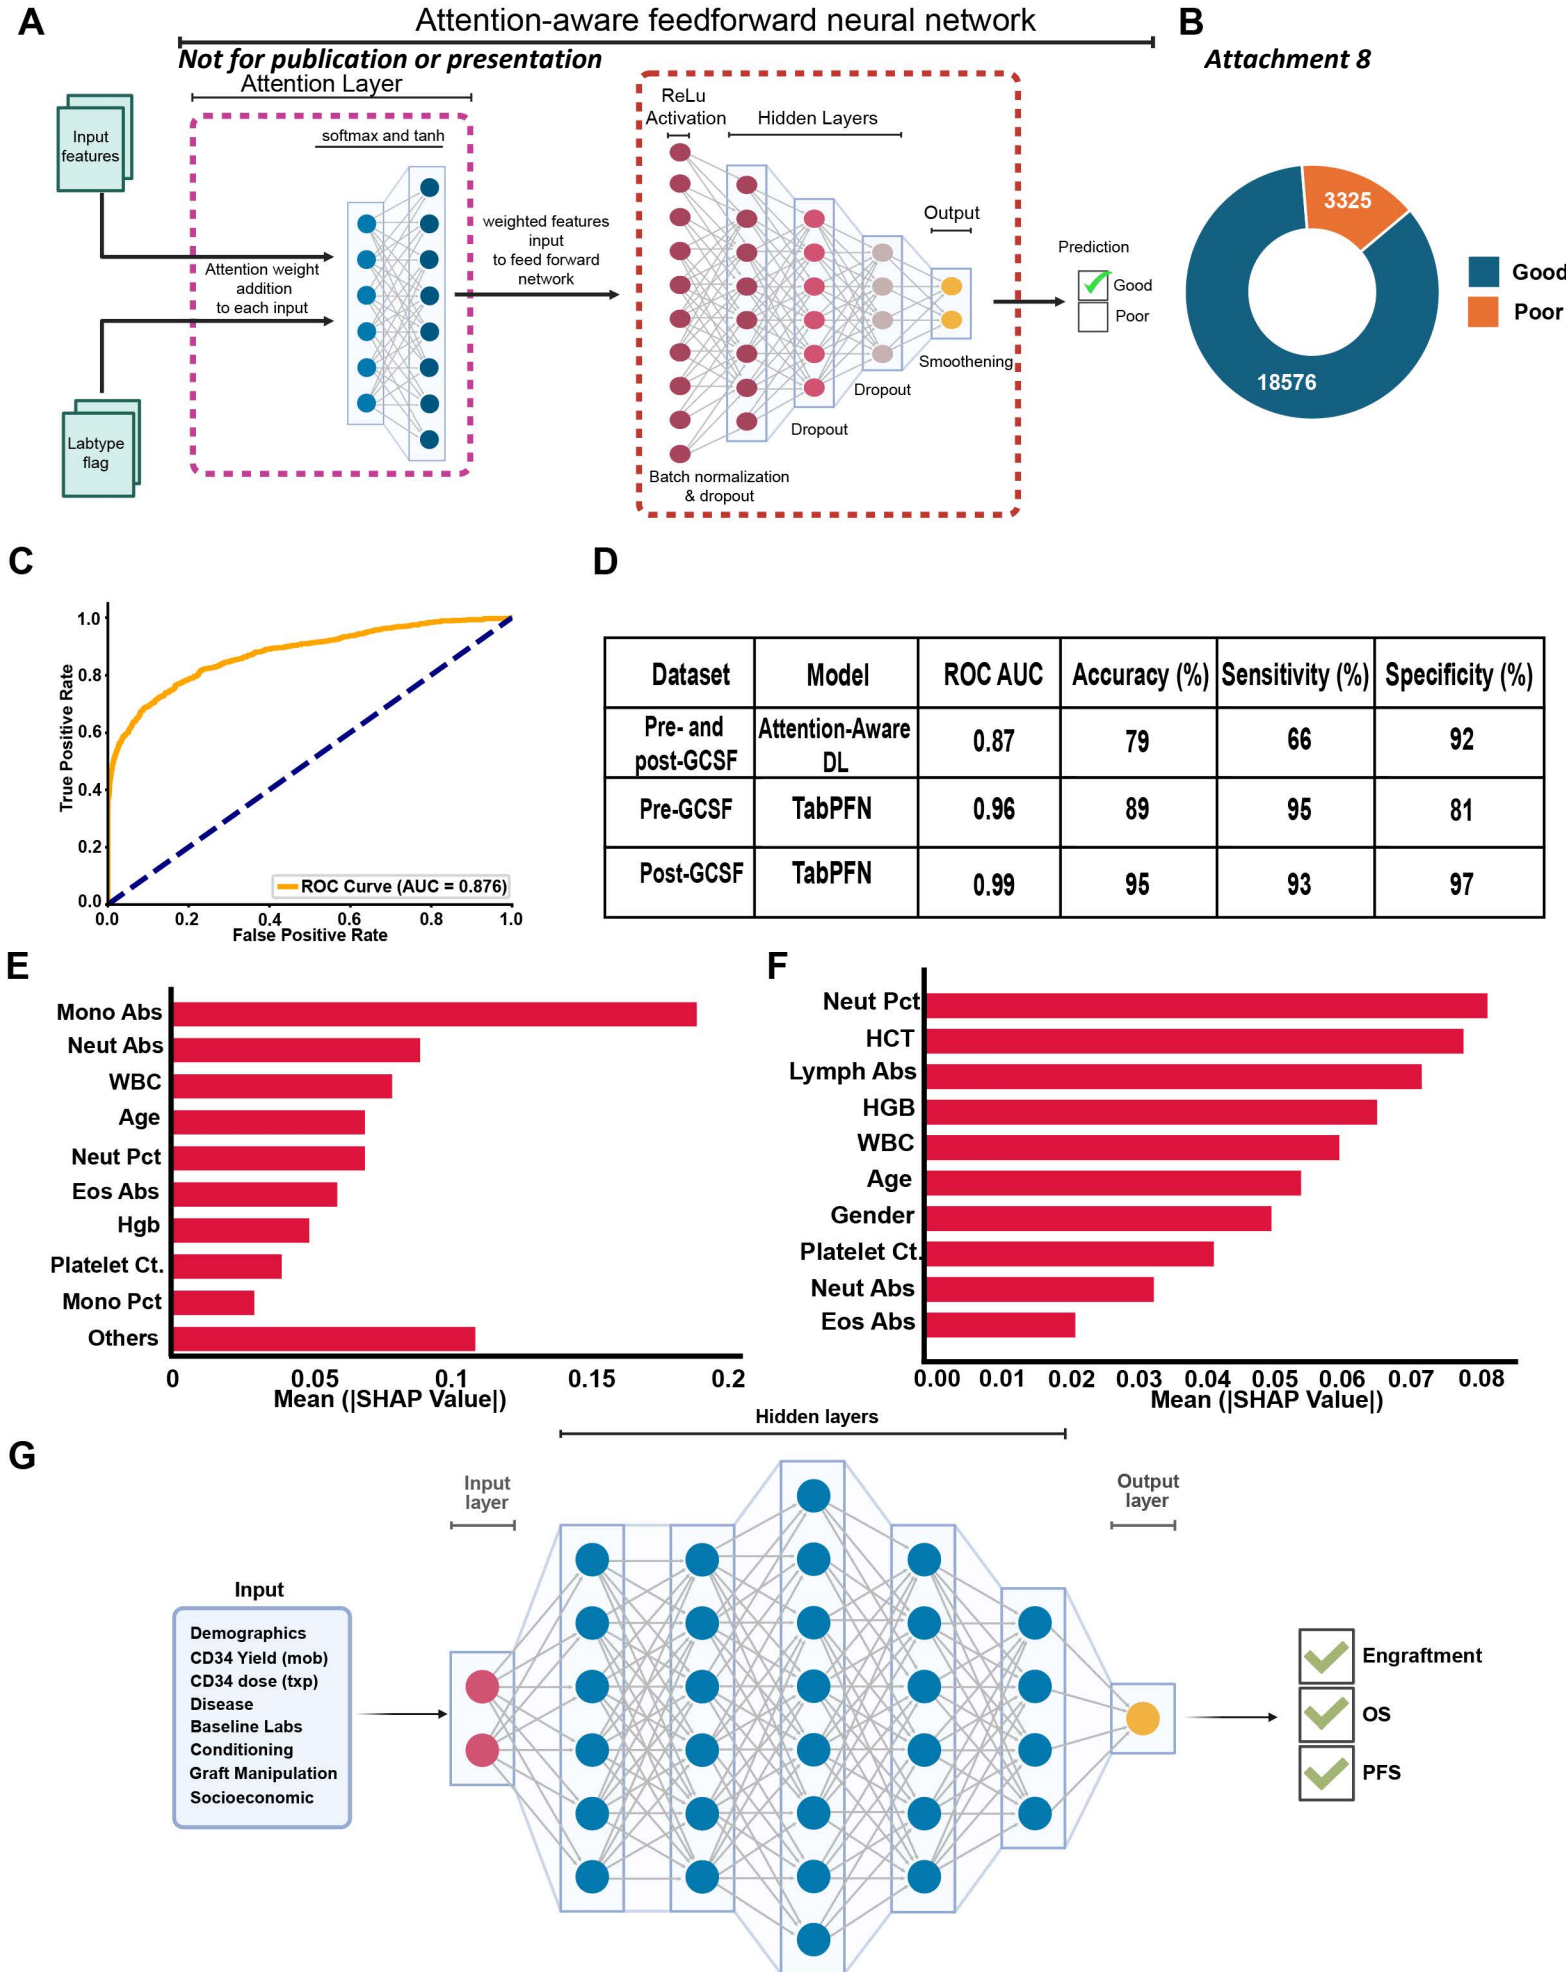 A
Attention-aware feedforward neural network
Not for publication or presentation
Attention Layer
Input
features
softmax and tanh
Attention weight
addition
to each input
Labtype
flag
weighted features
input
to feed forward
network
ReLu
Activation
Hidden Layers
Output
Smoothening
Dropout
Dropout
Batch normalization
& dropout
Prediction
Good
Poor
B
Attachment 8
3325
18576
Good
Poor
C
True Positive Rate
1.0
0.8
0.6
0.4
0.2
0.0
0.0 0.2 0.4 0.6 0.8 1.0
False Positive Rate
ROC Curve (AUC = 0.876)
D
Dataset Model ROC AUC Accuracy (%) Sensitivity (%) Specificity (%)
Pre- and
post-GCSF
Attention-Aware
DL
0.87 79 66 92
Pre-GCSF TabPFN 0.96 89 95 81
Post-GCSF TabPFN 0.99 95 93 97
E
Mono Abs
Neut Abs
WBC
Age
Neut Pct
Eos Abs
Hgb
Platelet Ct.
Mono Pct
Others
0 0.05 0.1 0.15 0.2
Mean (|SHAP Value|)
F
Neut Pct
HCT
Lymph Abs
HGB
WBC
Age
Gender
Platelet Ct.
Neut Abs
Eos Abs
0.00 0.01 0.02 0.03 0.04 0.05 0.06 0.07 0.08
Mean (|SHAP Value|)
G
Hidden layers
Input
layer
Output
layer
Input
Demographics
CD34 Yield (mob)
CD34 dose (txp)
Disease
Baseline Labs
Conditioning
Graft Manipulation
Socioeconomic
Engraftment
OS
PFS